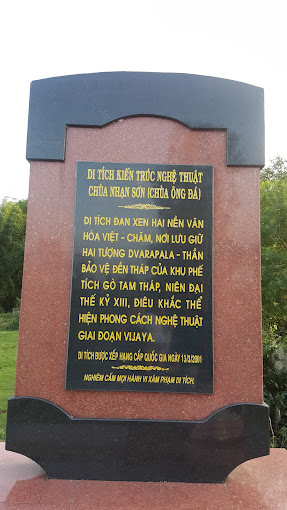 DI TÍCH KIẾN TRÚC NGHỆ THUẬT
CHÙA NHẠN SƠN (CHÙA ÔNG ĐÁ)
DI TÍCH ĐAN XEN HAI NỀN VĂN
HÓA VIỆT - CHĂM, NƠI LƯU GIỮ
HAI TƯỢNG DVARAPALA - THẦN
BẢO VỆ ĐỀN THÁP CỦA KHU PHẾ
TÍCH GÒ TAM THÁP, NIÊN ĐẠI
THẾ KỶ XIII, ĐIÊU KHẮC THỂ
HIỆN PHONG CÁCH NGHỆ THUẬT
GIAI ĐOẠN VIJAYA.
DI TÍCH ĐƯỢC XẾP HẠNG CẤP QUỐC GIA NGÀY
NGHIÊM CẤM MỌI HÀNH VI XÂM PHẠM DI TÍCH.